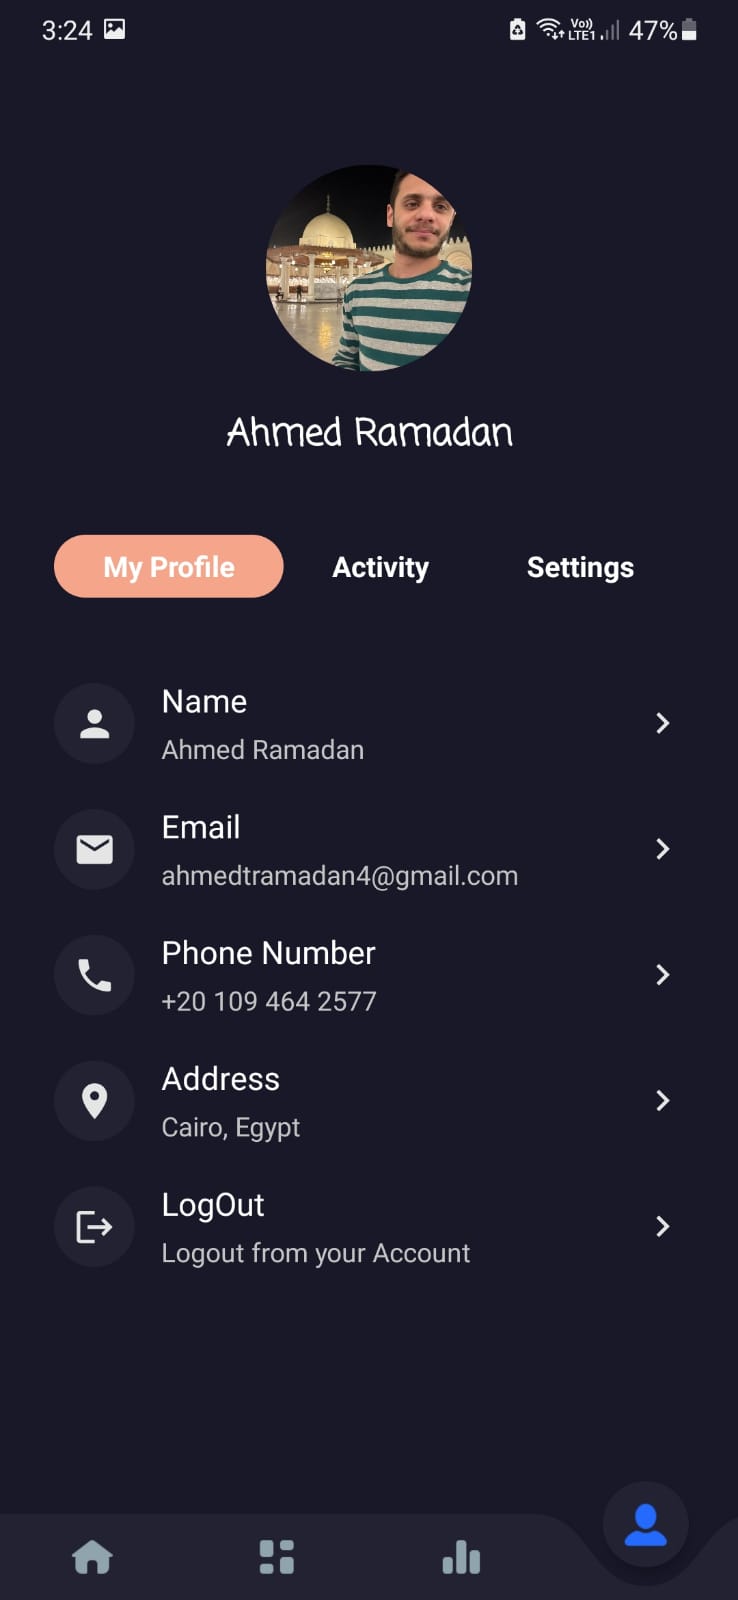 3:24
Vo)) LTE1 47%
Ahmed Ramadan
My Profile Activity Settings
Name
Ahmed Ramadan
Email
ahmedtramadan4@gmail.com
Phone Number
+20 109 464 2577
Address
Cairo, Egypt
LogOut
Logout from your Account